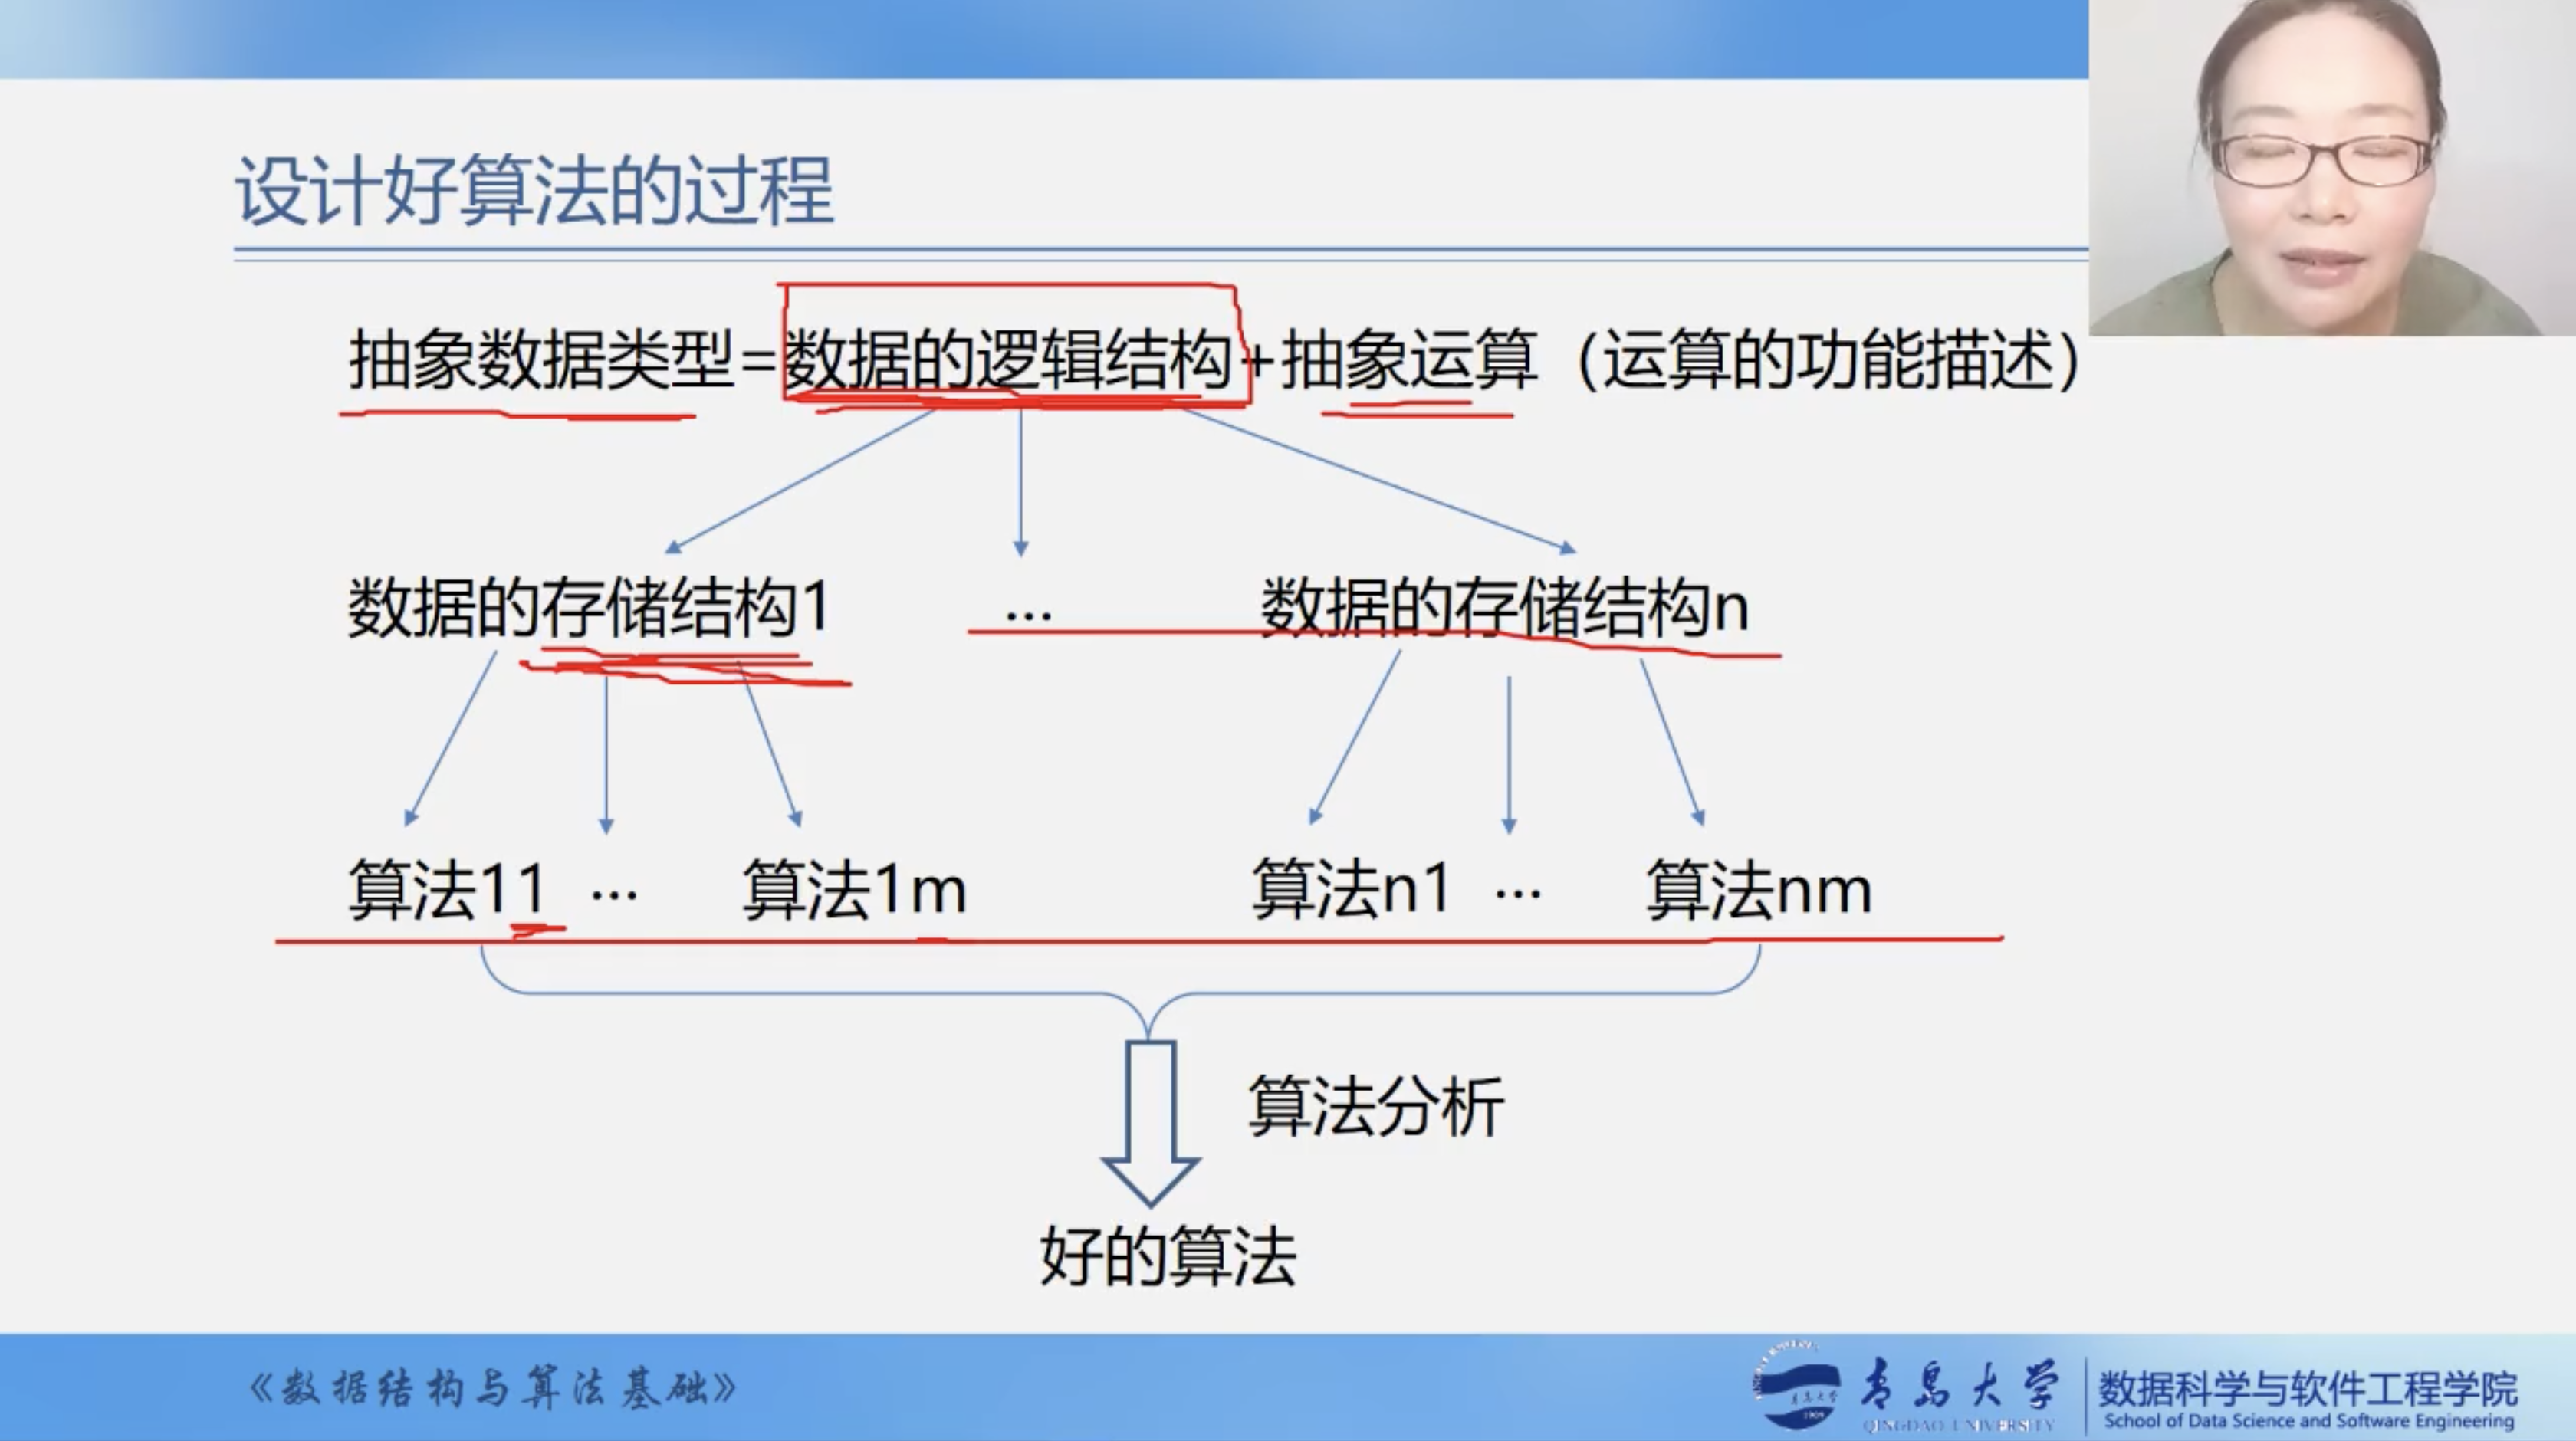 设计好算法的过程
抽象数据类型=数据的逻辑结构+抽象运算（运算的功能描述）
数据的存储结构1 … 数据的存储结构n
算法11 … 算法1m 算法n1 … 算法nm
算法分析
好的算法
《数据结构与算法基础》
青岛大学
QINGDAO UNIVERSITY
数据科学与软件工程学院
School of Data Science and Software Engineering